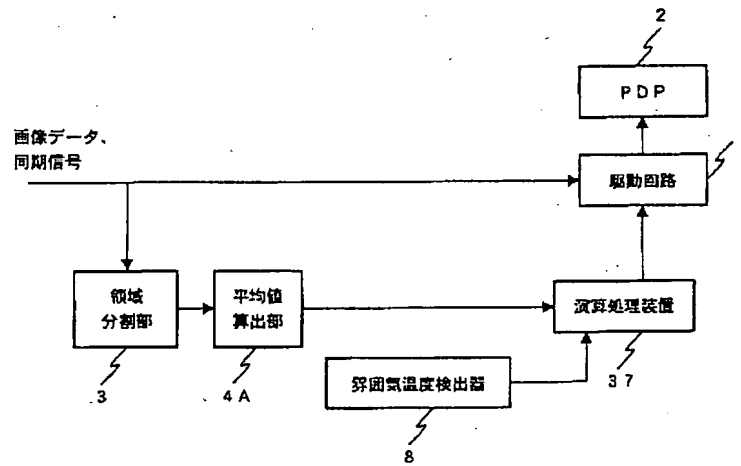 2
PDP
画像データ、
同期信号
駆動回路
領域
分割部
平均値
算出部
演算処理装置
3
4A
雰囲気温度検出器
37
8